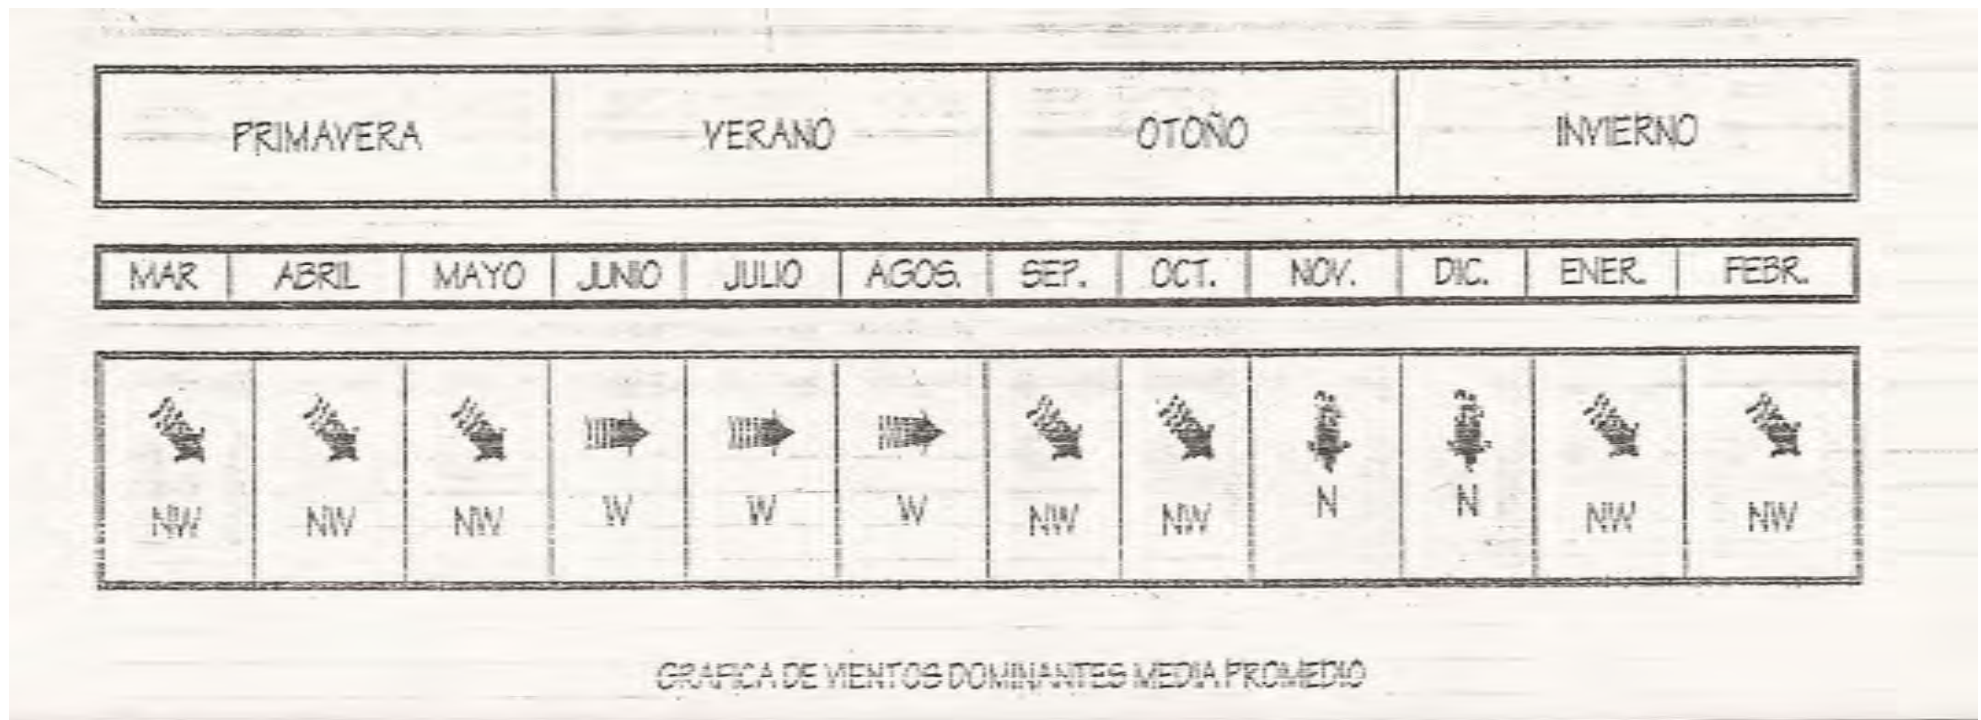 PRIMAVERA VERANO OTOÑO INVIERNO
MAR ABRIL MAYO JUNIO JULIO AGOS. SEP. OCT. NOV. DIC. ENER. FEBR.
NW NW NW W W W NW NW N N NW NW
GRAFICA DE VIENTOS DOMINANTES MEDIA PROMEDIO